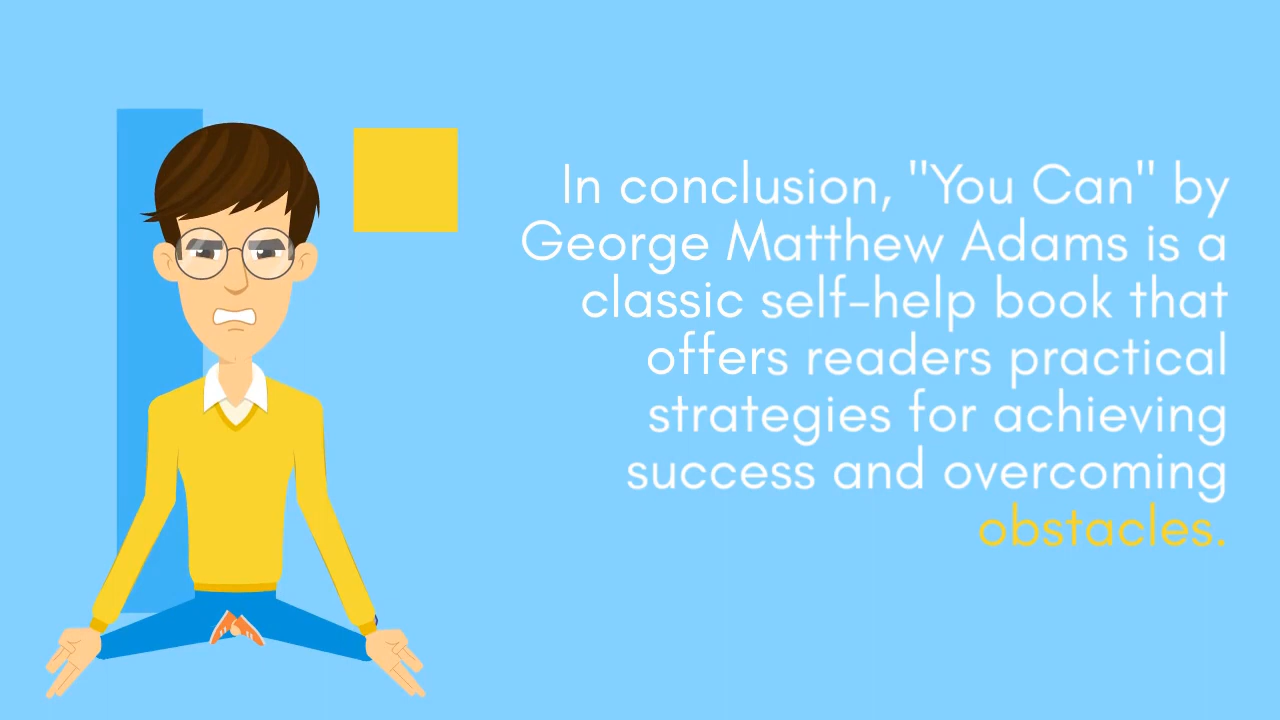 In conclusion, "You Can" by
George Matthew Adams is a
classic self-help book that
offers readers practical
strategies for achieving
success and overcoming
obstacles.